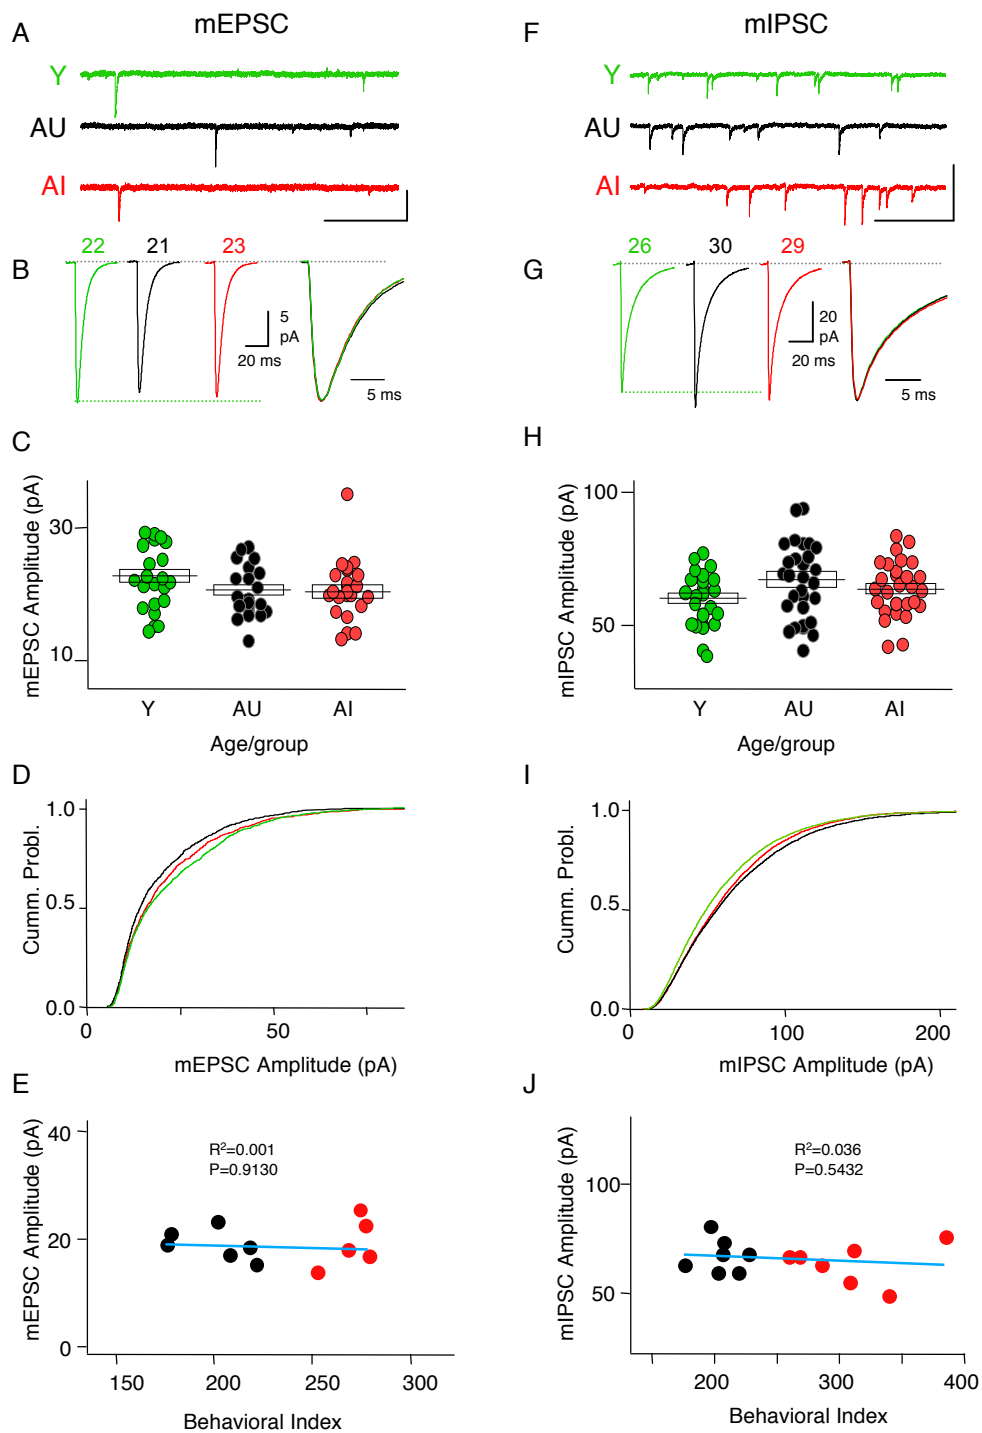 A
mEPSC
Y
AU
AI
B
22
21
23
5
pA
20 ms
5 ms
C
mEPSC Amplitude (pA)
30
10
Y
AU
AI
Age/group
D
Cumm. Probl.
1.0
0.5
0.0
0
50
mEPSC Amplitude (pA)
E
mEPSC Amplitude (pA)
40
20
0
R²=0.001
P=0.9130
150
200
250
300
Behavioral Index
F
mIPSC
Y
AU
AI
G
26
30
29
20
pA
20 ms
5 ms
H
mIPSC Amplitude (pA)
100
50
Y
AU
AI
Age/group
I
Cumm. Probl.
1.0
0.5
0.0
0
100
200
mIPSC Amplitude (pA)
J
mIPSC Amplitude (pA)
100
50
R²=0.036
P=0.5432
200
300
400
Behavioral Index